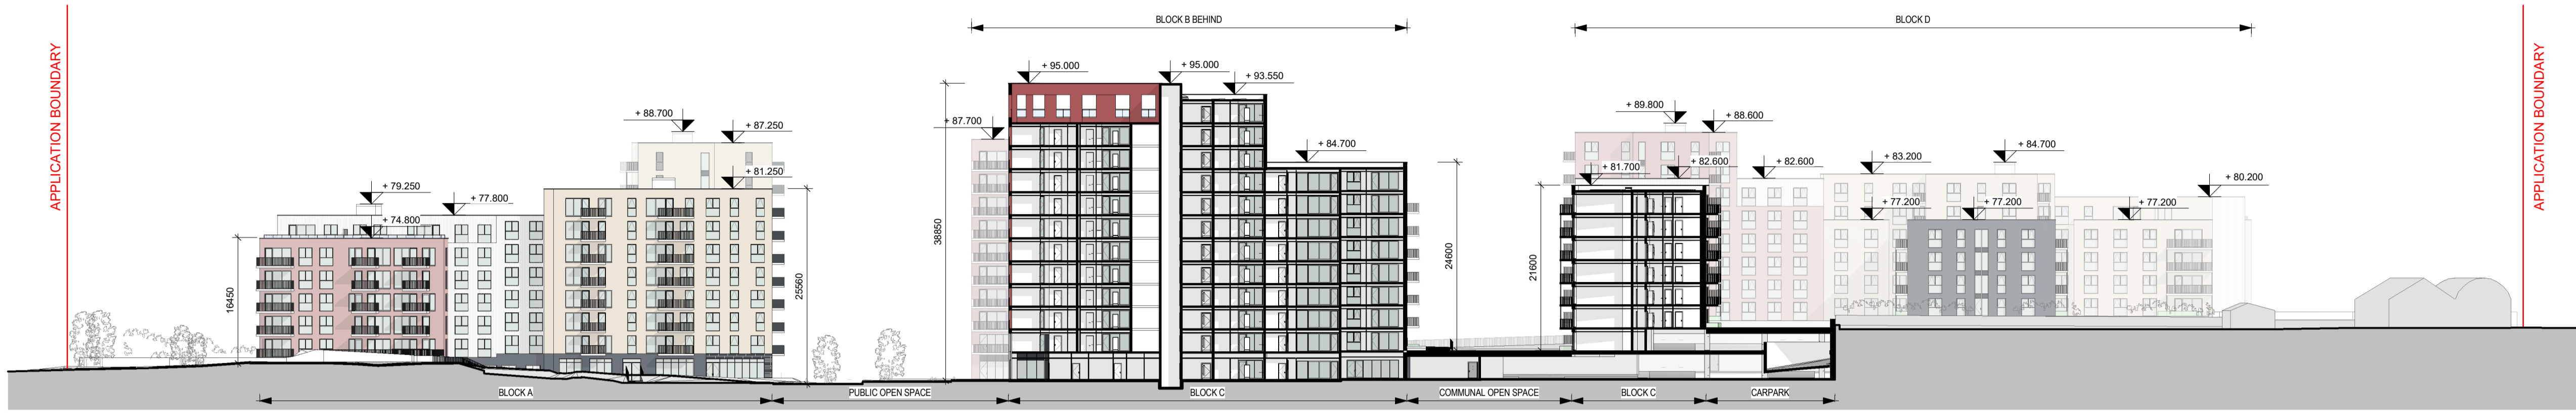 APPLICATION BOUNDARY
BLOCK B BEHIND
BLOCK D
APPLICATION BOUNDARY
+ 95.000
+ 95.000
+ 93.550
+ 88.700
+ 87.250
+ 87.700
+ 89.800
+ 88.600
+ 84.700
+ 84.700
+ 81.250
+ 81.700
+ 82.600
+ 82.600
+ 83.200
+ 80.200
+ 79.250
+ 77.800
+ 74.800
+ 77.200
+ 77.200
+ 77.200
16450
25560
38850
24600
21600
BLOCK A
PUBLIC OPEN SPACE
BLOCK C
COMMUNAL OPEN SPACE
BLOCK C
CARPARK